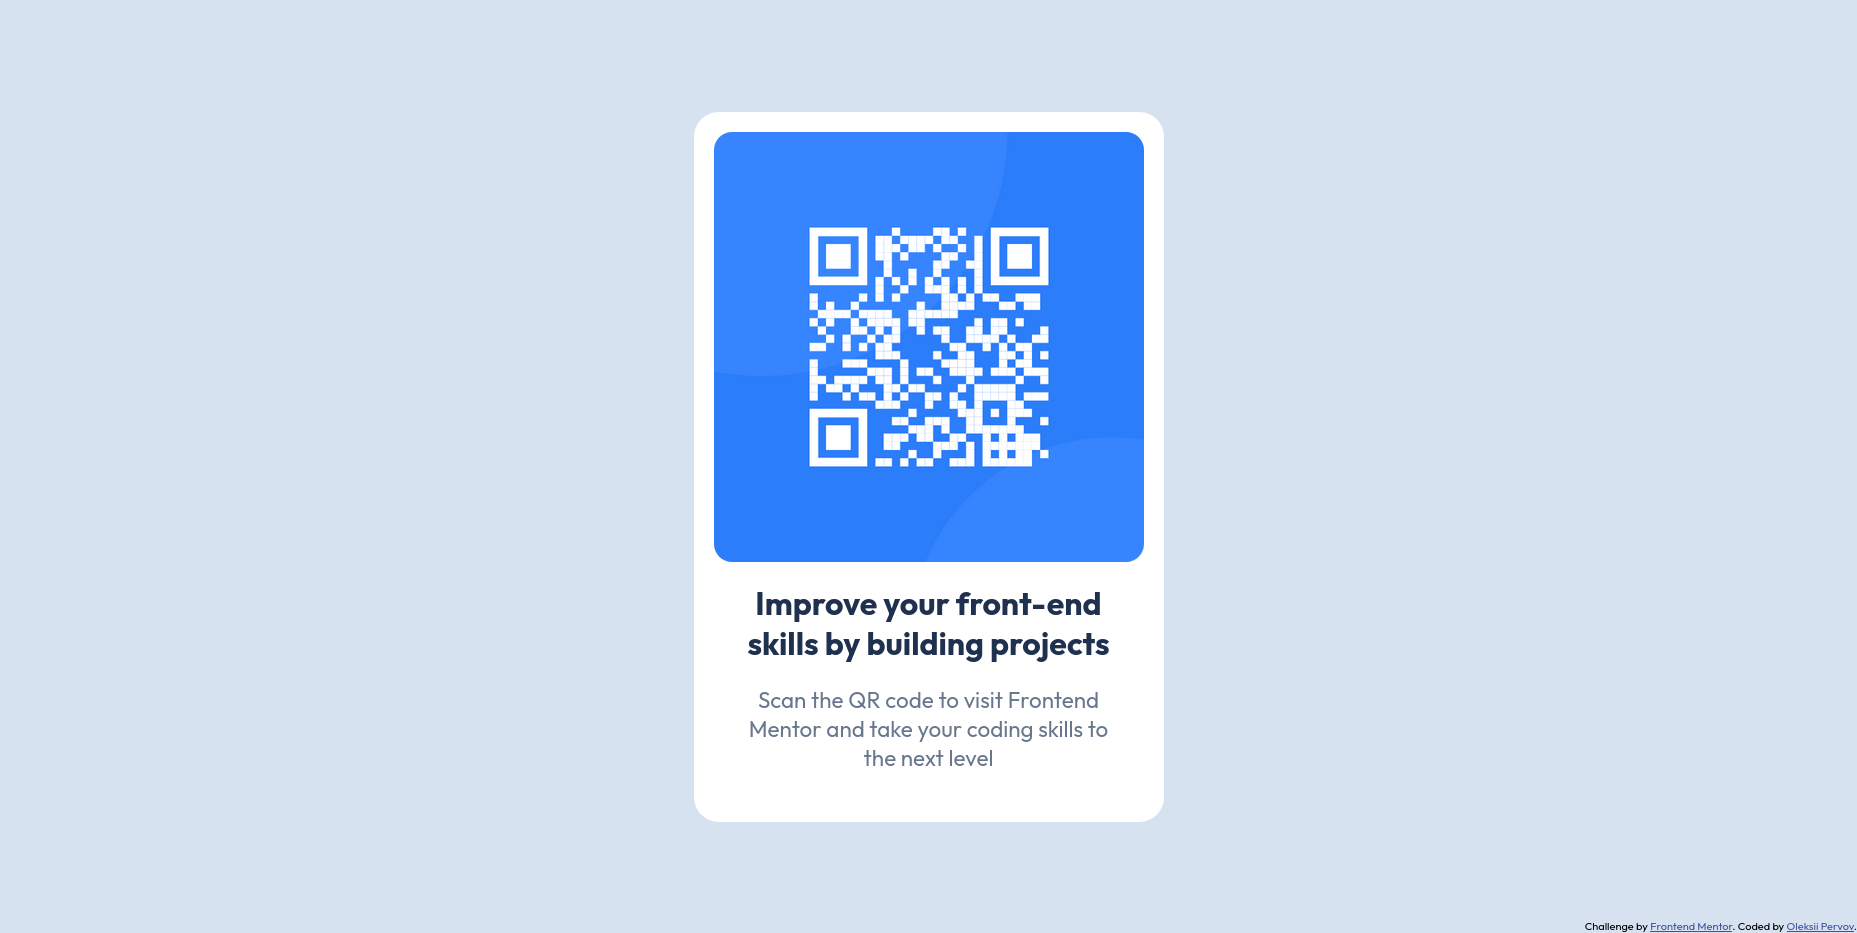 Improve your front-end
skills by building projects
Scan the QR code to visit Frontend
Mentor and take your coding skills to
the next level
Challenge by Frontend Mentor. Coded by Oleksii Pervov.